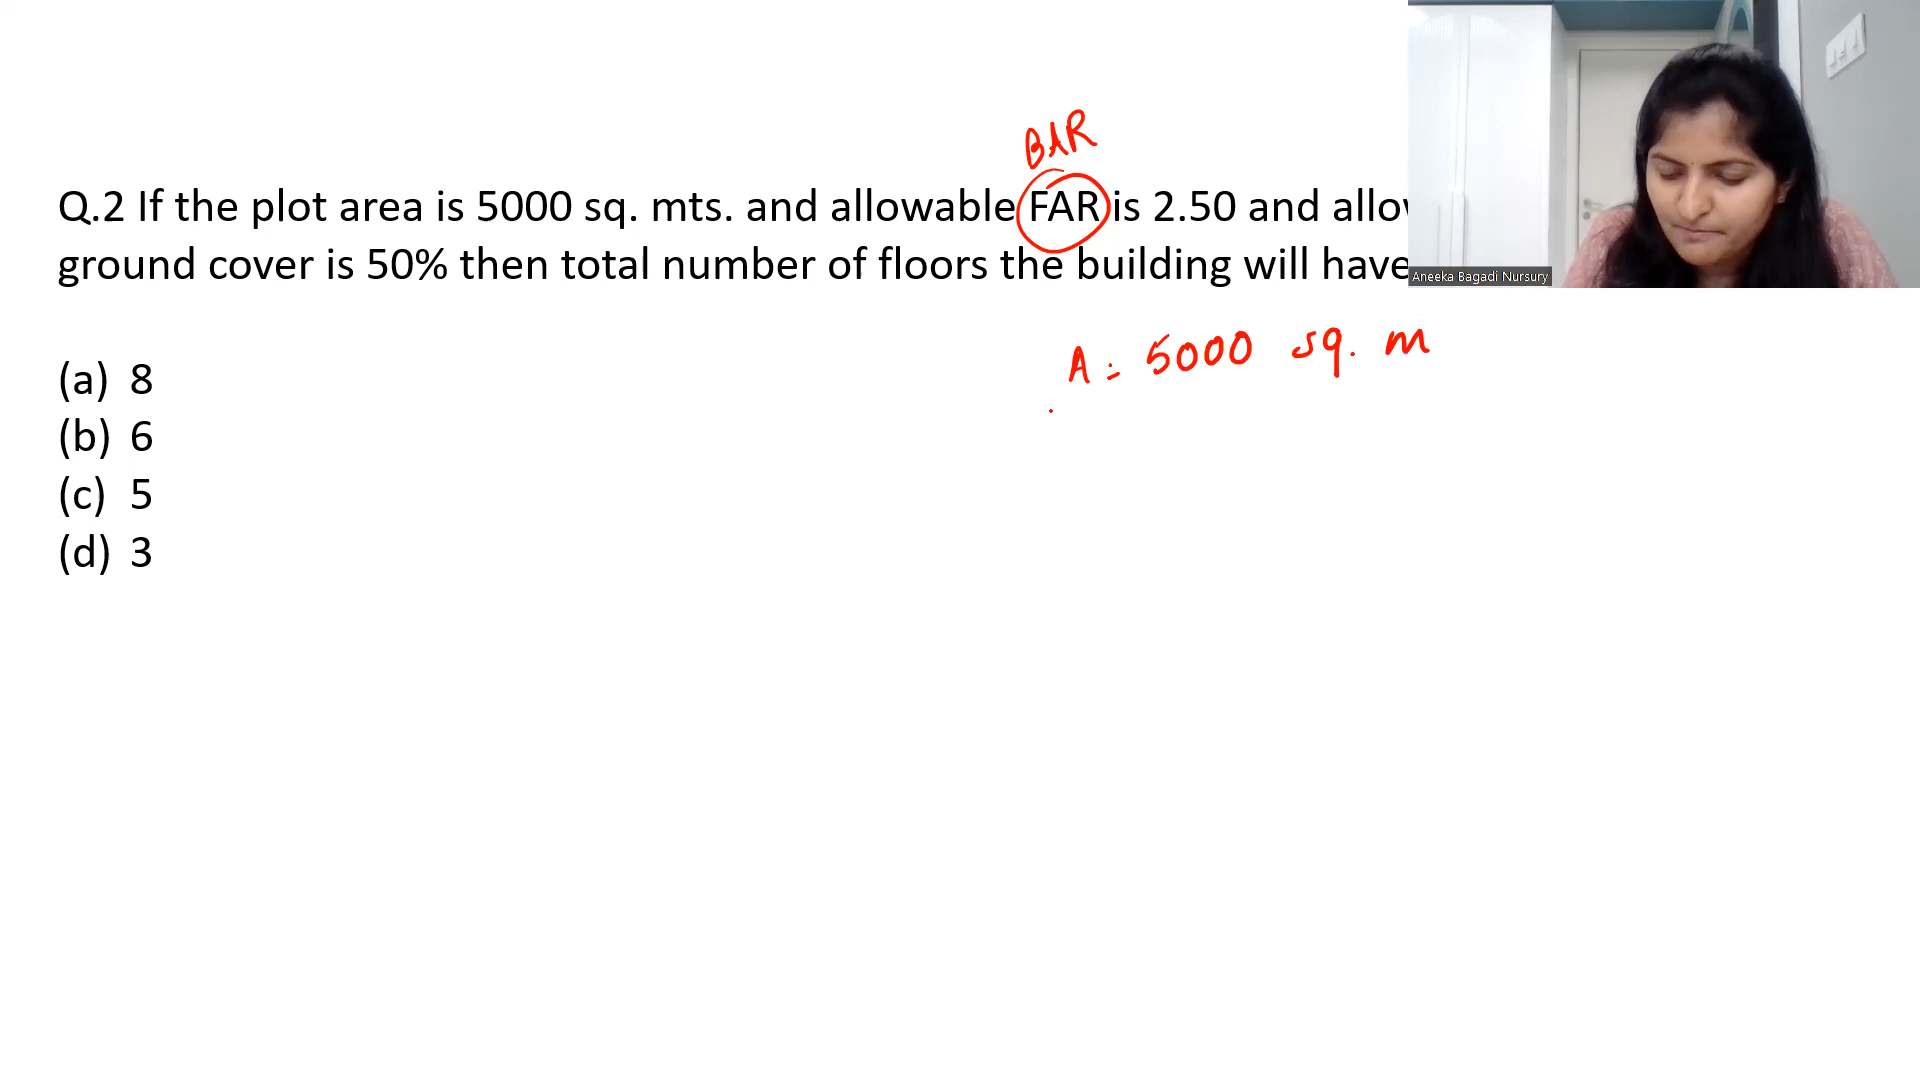 BAR
Q.2 If the plot area is 5000 sq. mts. and allowable FAR is 2.50 and
ground cover is 50% then total number of floors the building will have
Aneeka Bagadi Nursury
A = 5000 sq. m
(a) 8
(b) 6
(c) 5
(d) 3